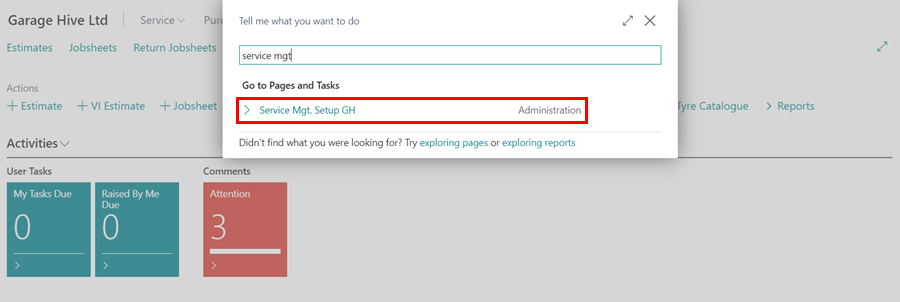 Garage Hive Ltd
Service
Purc
Tell me what you want to do
Estimates Jobsheets Return Jobsheets
service mgt
Go to Pages and Tasks
Actions
+ Estimate + VI Estimate + Jobsheet
Service Mgt. Setup GH Administration
Tyre Catalogue > Reports
Didn't find what you were looking for? Try exploring pages or exploring reports
Activities
User Tasks
Comments
My Tasks Due
0
Raised By Me
Due
0
Attention
3